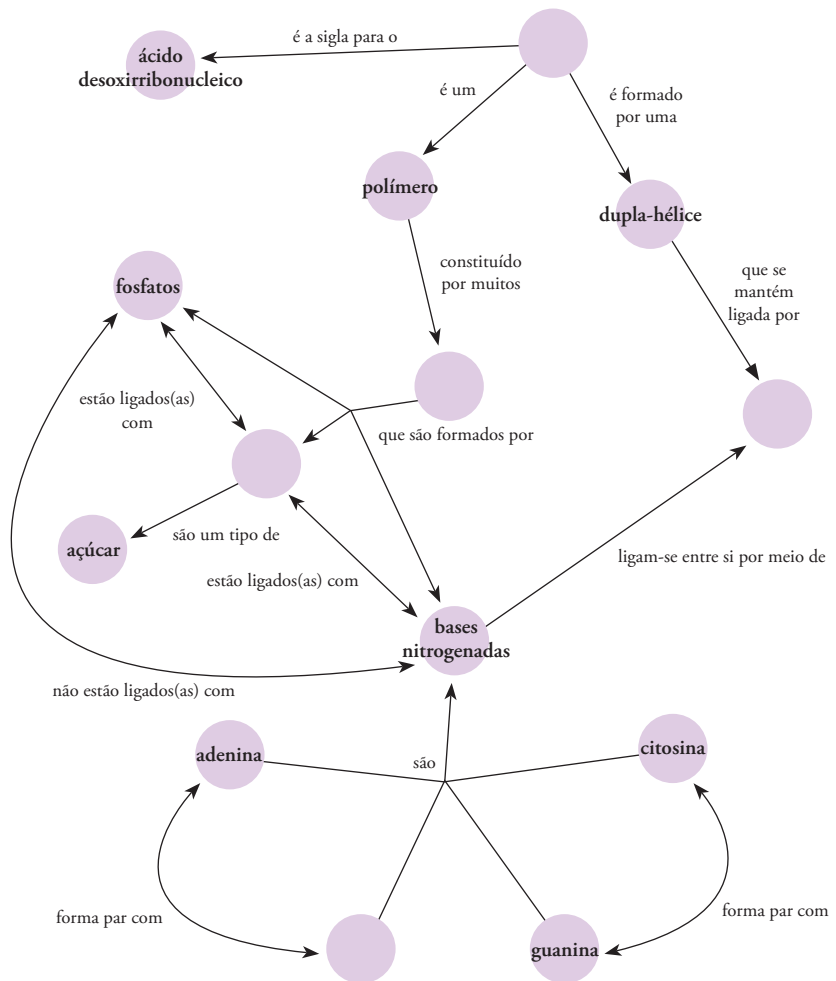 é a sigla para o
ácido
desoxirribonucleico
é um
é formado
por uma
polímero
dupla-hélice
constituído
por muitos
que se
mantém
ligada por
fosfatos
estão ligados(as)
com
que são formados por
açúcar
são um tipo de
estão ligados(as) com
ligam-se entre si por meio de
bases
nitrogenadas
não estão ligados(as) com
adenina
são
citosina
forma par com
forma par com
guanina